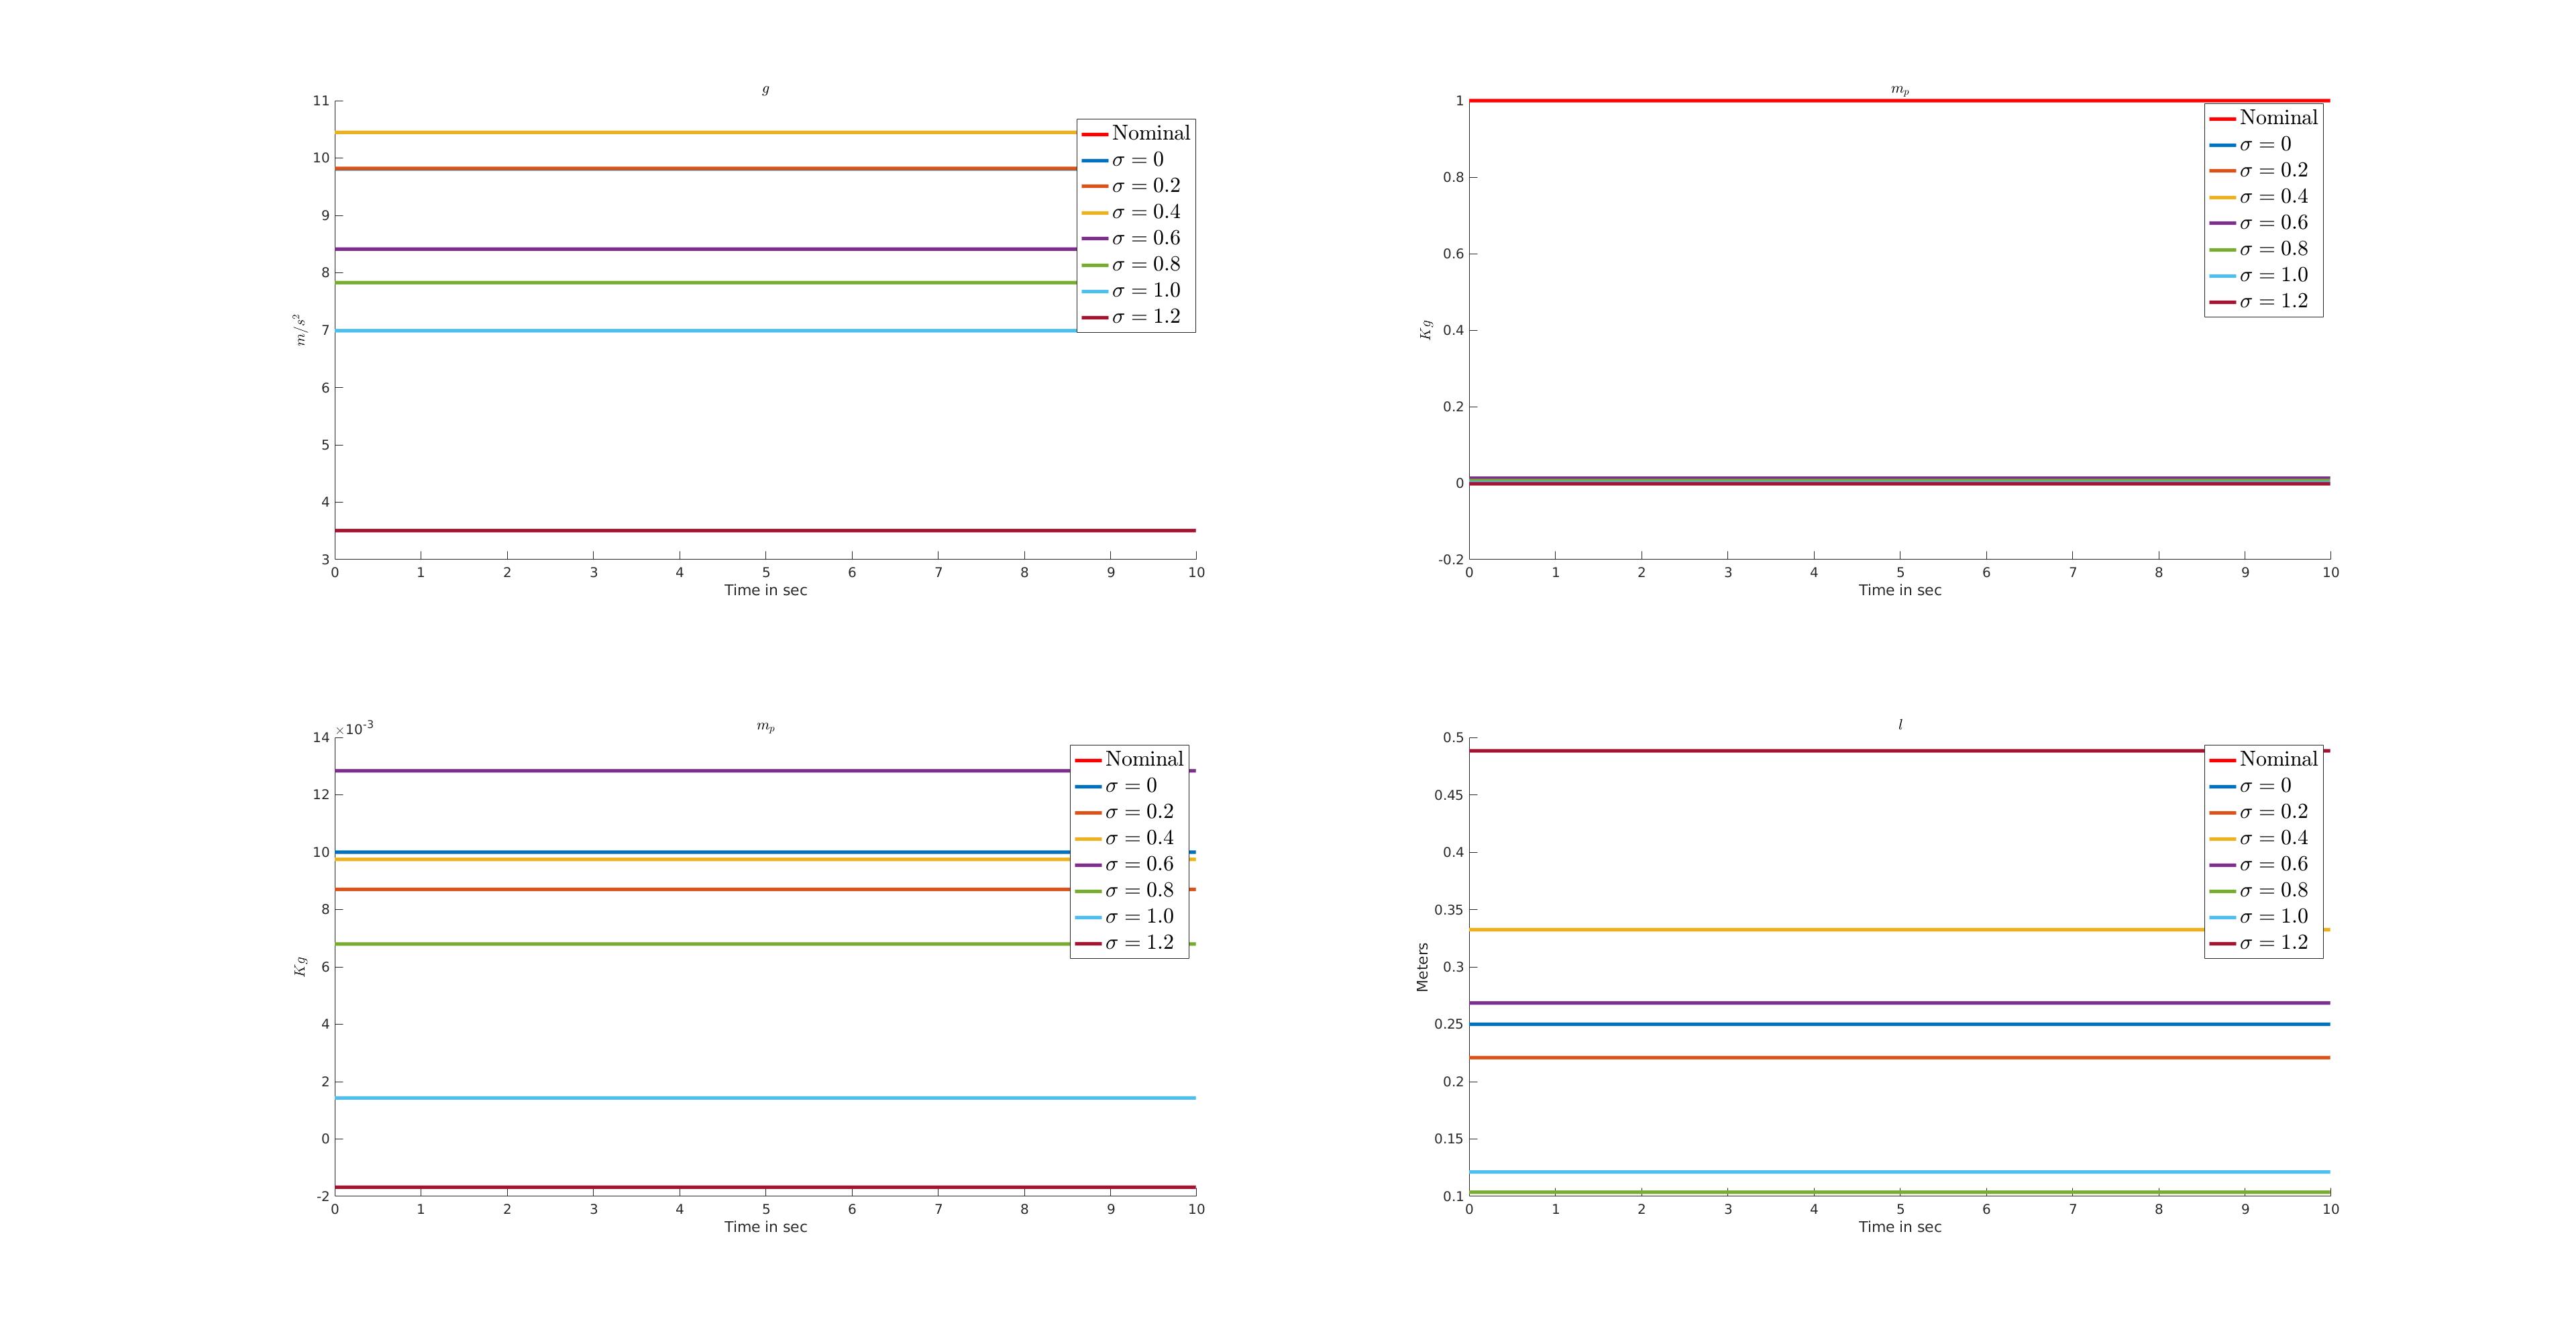 g
11
10
9
8
7
6
5
4
3
m/s²
0 1 2 3 4 5 6 7 8 9 10
Time in sec
Nominal
σ = 0
σ = 0.2
σ = 0.4
σ = 0.6
σ = 0.8
σ = 1.0
σ = 1.2
m_p
1
0.8
0.6
0.4
0.2
0
-0.2
Kg
0 1 2 3 4 5 6 7 8 9 10
Time in sec
Nominal
σ = 0
σ = 0.2
σ = 0.4
σ = 0.6
σ = 0.8
σ = 1.0
σ = 1.2
m_p
×10⁻³
14
12
10
8
6
4
2
0
-2
Kg
0 1 2 3 4 5 6 7 8 9 10
Time in sec
Nominal
σ = 0
σ = 0.2
σ = 0.4
σ = 0.6
σ = 0.8
σ = 1.0
σ = 1.2
l
0.5
0.45
0.4
0.35
0.3
0.25
0.2
0.15
0.1
Meters
0 1 2 3 4 5 6 7 8 9 10
Time in sec
Nominal
σ = 0
σ = 0.2
σ = 0.4
σ = 0.6
σ = 0.8
σ = 1.0
σ = 1.2